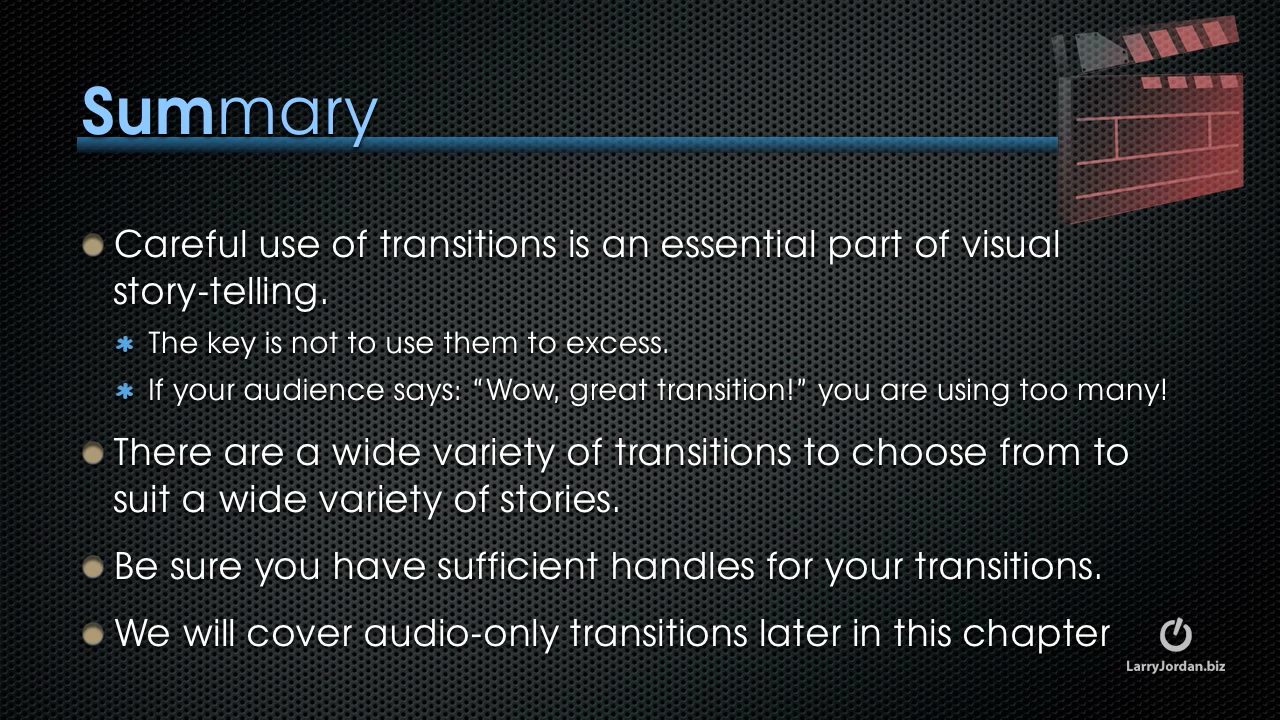 Summary
Careful use of transitions is an essential part of visual
story-telling.
The key is not to use them to excess.
If your audience says: “Wow, great transition!” you are using too many!
There are a wide variety of transitions to choose from to
suit a wide variety of stories.
Be sure you have sufficient handles for your transitions.
We will cover audio-only transitions later in this chapter
LarryJordan.biz